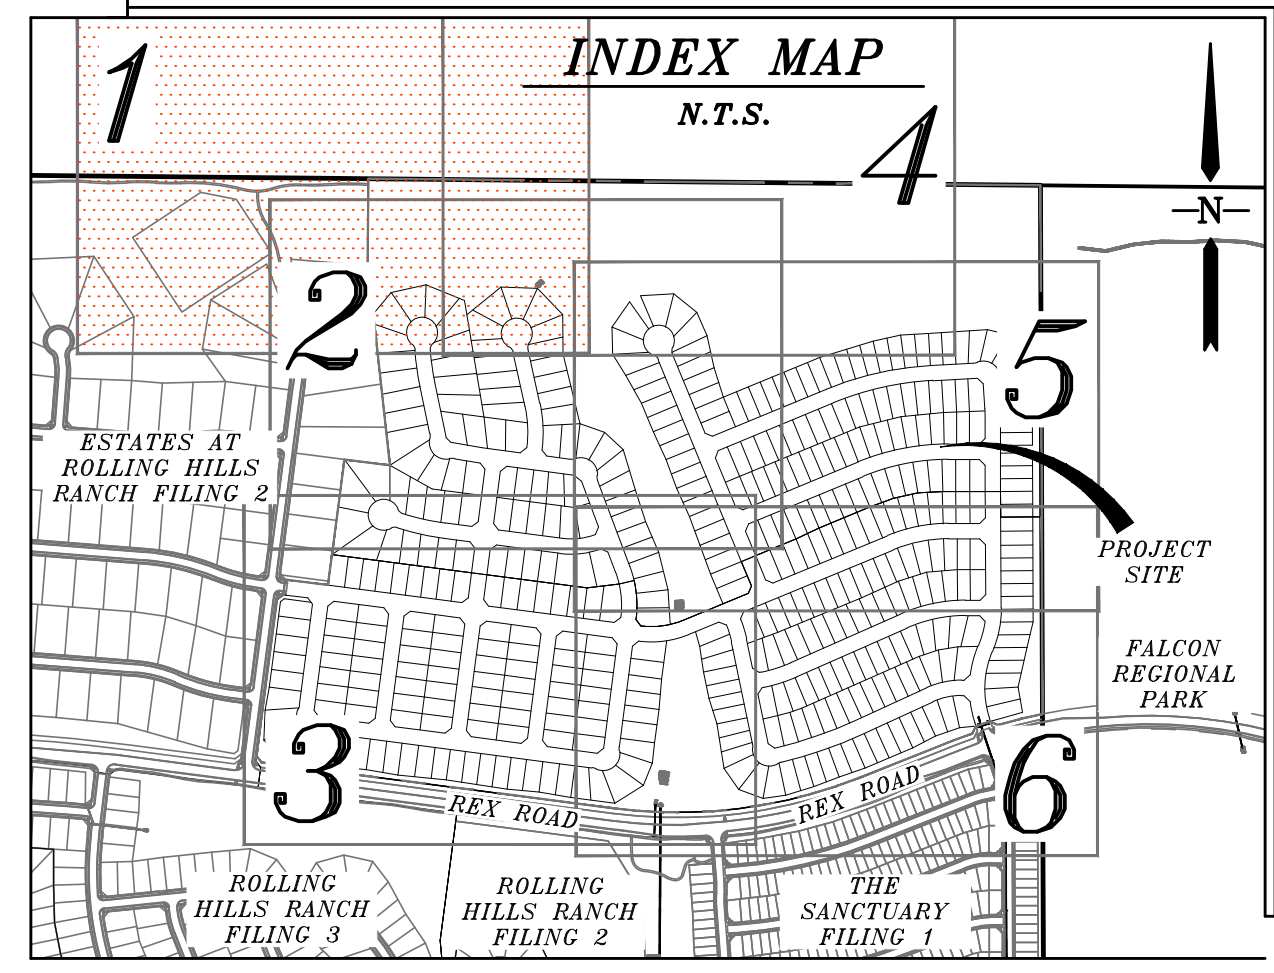 INDEX MAP
N.T.S.
1
4
N
2
5
ESTATES AT
ROLLING HILLS
RANCH FILING 2
PROJECT
SITE
FALCON
REGIONAL
PARK
3
6
REX ROAD
REX ROAD
ROLLING
HILLS RANCH
FILING 3
ROLLING
HILLS RANCH
FILING 2
THE
SANCTUARY
FILING 1